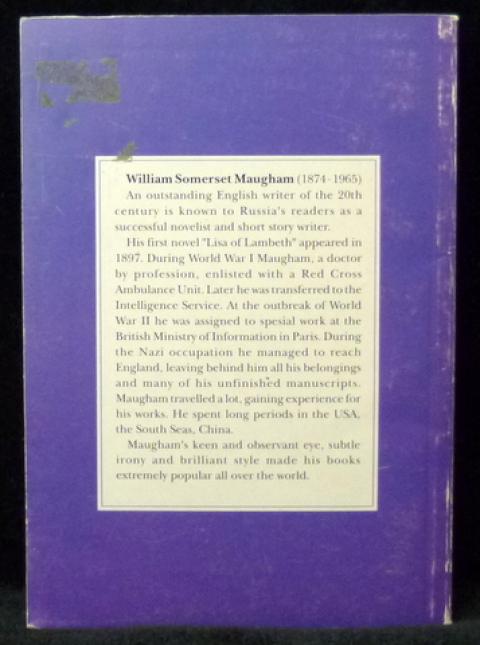 William Somerset Maugham (1874-1965)
An outstanding English writer of the 20th
century is known to Russia's readers as a
successful novelist and short story writer.
His first novel "Lisa of Lambeth" appeared in
1897. During World War I Maugham, a doctor
by profession, enlisted with a Red Cross
Ambulance Unit. Later he was transferred to the
Intelligence Service. At the outbreak of World
War II he was assigned to spesial work at the
British Ministry of Information in Paris. During
the Nazi occupation he managed to reach
England, leaving behind him all his belongings
and many of his unfinished manuscripts.
Maugham travelled a lot, gaining experience for
his works. He spent long periods in the USA,
the South Seas, China.
Maugham's keen and observant eye, subtle
irony and brilliant style made his books
extremely popular all over the world.